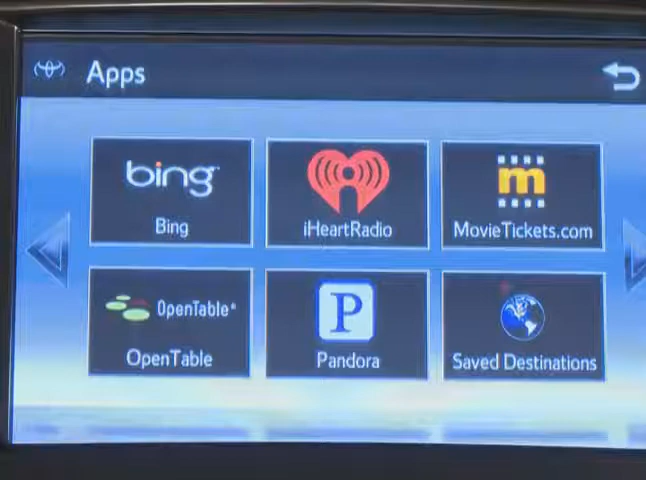 Apps
bing
Bing
iHeartRadio
m
MovieTickets.com
OpenTable®
OpenTable
P
Pandora
Saved Destinations